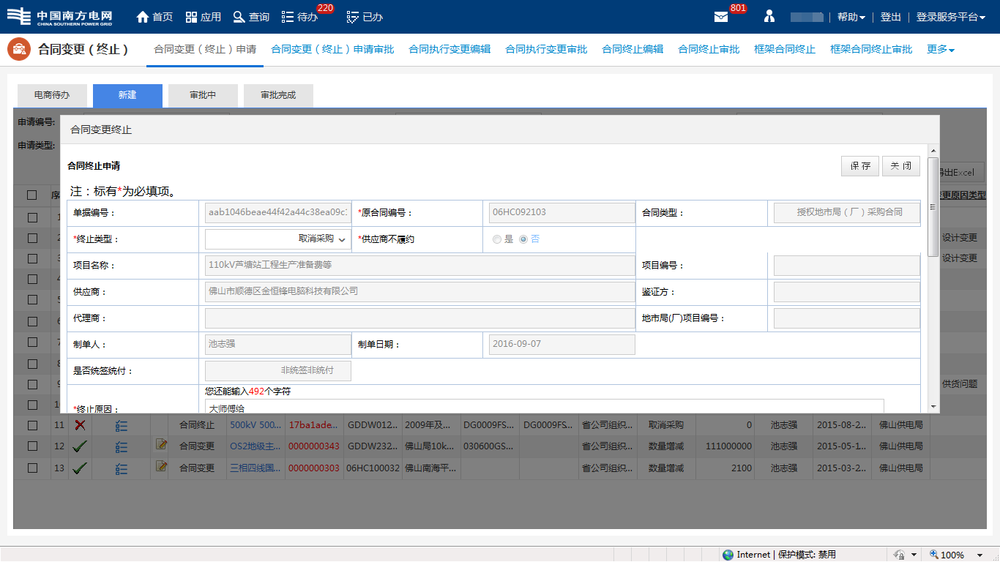 中国南方电网
CHINA SOUTHERN POWER GRID
首页 应用 查询 待办 220 已办 801 帮助 登出 登录服务平台
合同变更（终止） 合同变更（终止）申请 合同变更（终止）申请审批 合同执行变更编辑 合同执行变更审批 合同终止编辑 合同终止审批 框架合同终止 框架合同终止审批 更多
电商待办 新建 审批中 审批完成
申请编号:
合同变更终止
申请类型:
合同终止申请 保存 关闭
出Excel
注：标有*为必填项。
变更原因类型
单据编号： aab1046beae44f42a44c38ea09c *原合同编号： 06HC092103 合同类型： 授权地市局（厂）采购合同
*终止类型： 取消采购 *供应商不履约 是 否 设计变更
项目名称： 110kV芦塘站工程生产准备费等 项目编号： 设计变更
供应商： 佛山市顺德区金恒锋电脑科技有限公司 鉴证方：
代理商： 地市局(厂)项目编号：
制单人： 池志强 制单日期： 2016-09-07
是否统签统付： 非统签非统付
供货问题
您还能输入492个字符
*终止原因： 大师傅给
11 合同终止 500kV 500... 17ba1ade... GDDW012... 2009年及... DG0009FS... DG0009FS... 省公司组织... 取消采购 0 池志强 2015-08-2... 佛山供电局
12 合同变更 OS2地级主... 0000000343 GDDW232... 佛山局10k... 030600GS... 省公司组织... 数量增减 111000000 池志强 2015-05-1... 佛山供电局
13 合同变更 三相四线国... 0000000303 06HC100032 佛山南海平... 省公司组织... 数量增减 2100 池志强 2015-03-2... 佛山供电局
Internet | 保护模式: 禁用 100%